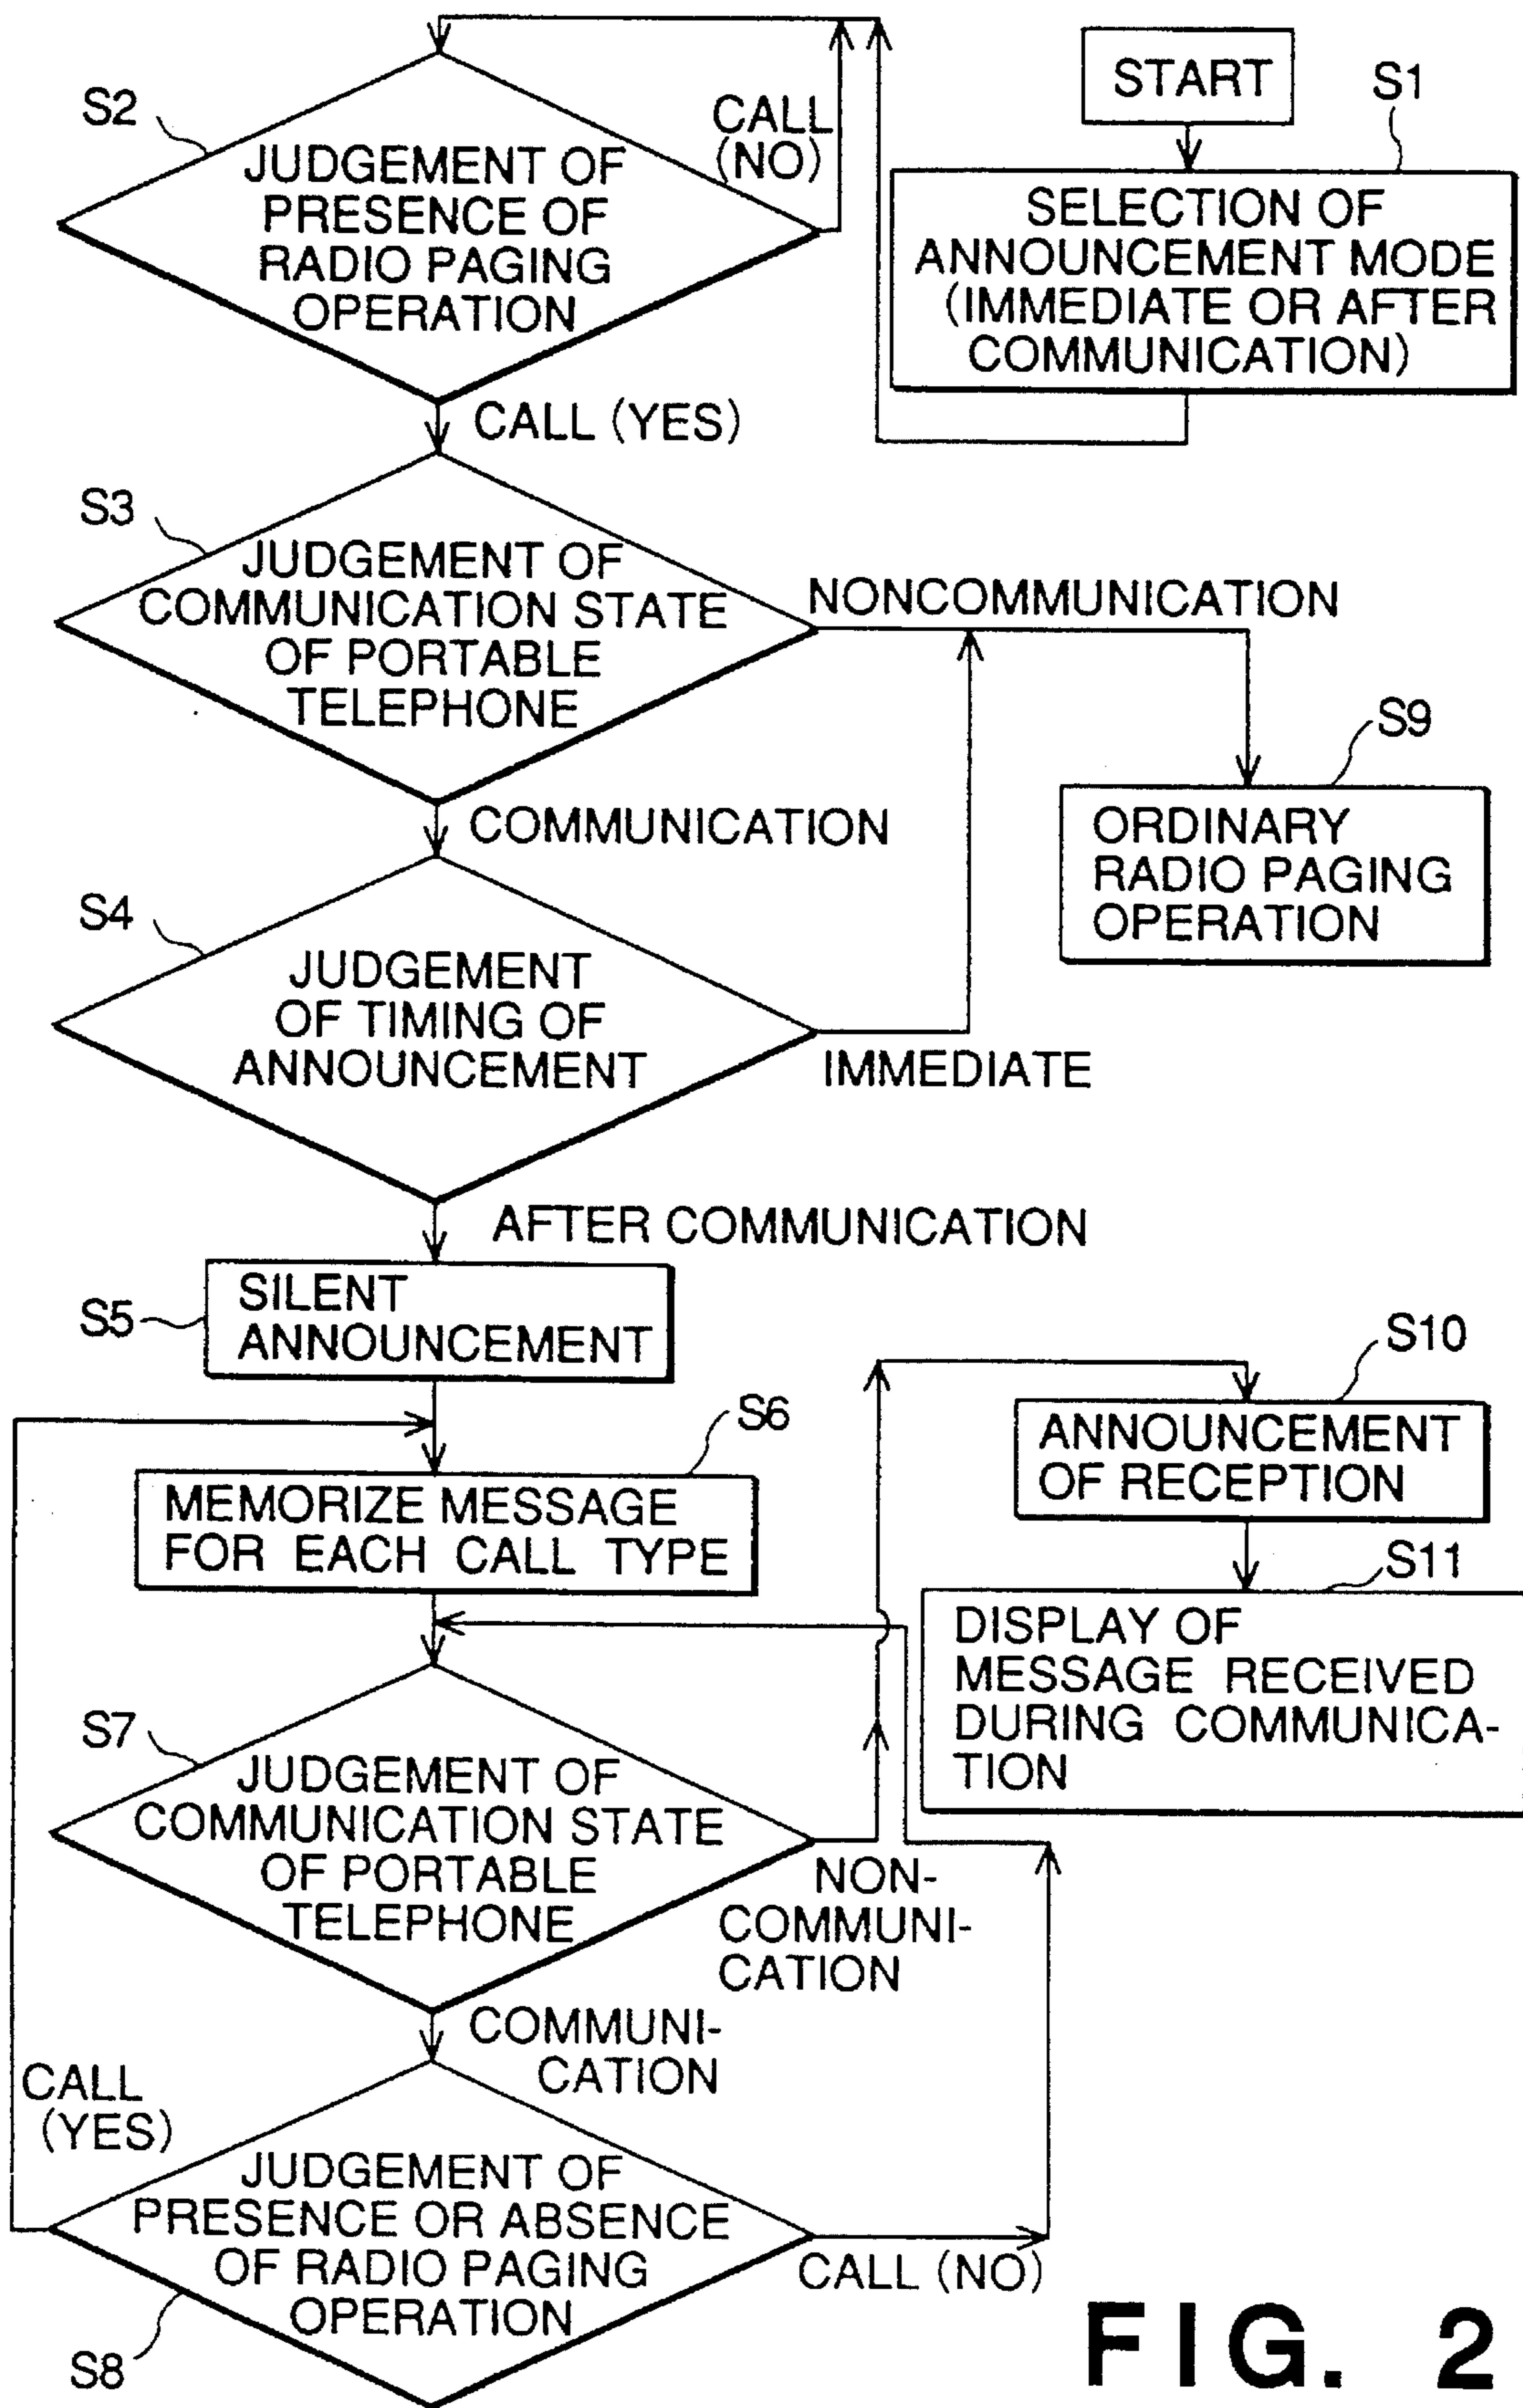 START
S1
SELECTION OF
ANNOUNCEMENT MODE
(IMMEDIATE OR AFTER
COMMUNICATION)
S2
JUDGEMENT OF
PRESENCE OF
RADIO PAGING
OPERATION
CALL
(NO)
CALL (YES)
S3
JUDGEMENT OF
COMMUNICATION STATE
OF PORTABLE
TELEPHONE
NONCOMMUNICATION
COMMUNICATION
S9
ORDINARY
RADIO PAGING
OPERATION
S4
JUDGEMENT
OF TIMING OF
ANNOUNCEMENT
IMMEDIATE
AFTER COMMUNICATION
S5
SILENT
ANNOUNCEMENT
S6
MEMORIZE MESSAGE
FOR EACH CALL TYPE
S10
ANNOUNCEMENT
OF RECEPTION
S11
DISPLAY OF
MESSAGE RECEIVED
DURING COMMUNICA-
TION
S7
JUDGEMENT OF
COMMUNICATION STATE
OF PORTABLE
TELEPHONE
NON-
COMMUNI-
CATION
COMMUNI-
CATION
CALL
(YES)
S8
JUDGEMENT OF
PRESENCE OR ABSENCE
OF RADIO PAGING
OPERATION
CALL (NO)
FIG. 2